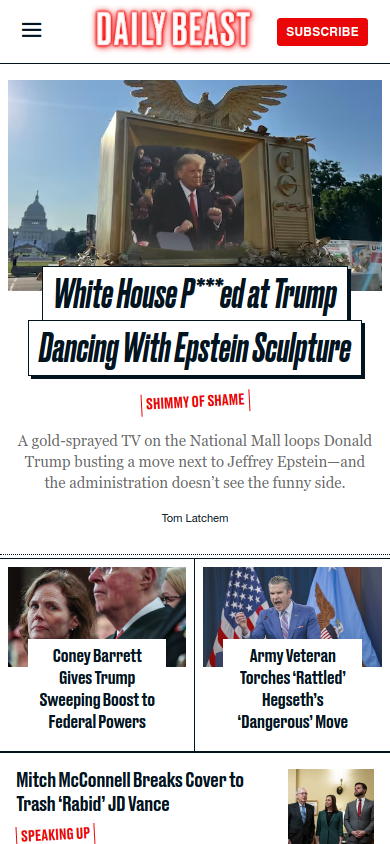 DAILY BEAST
SUBSCRIBE
White House P***ed at Trump
Dancing With Epstein Sculpture
SHIMMY OF SHAME
A gold-sprayed TV on the National Mall loops Donald
Trump busting a move next to Jeffrey Epstein—and
the administration doesn’t see the funny side.
Tom Latchem
Coney Barrett
Gives Trump
Sweeping Boost to
Federal Powers
Army Veteran
Torches ‘Rattled’
Hegseth’s
‘Dangerous’ Move
Mitch McConnell Breaks Cover to
Trash ‘Rabid’ JD Vance
SPEAKING UP